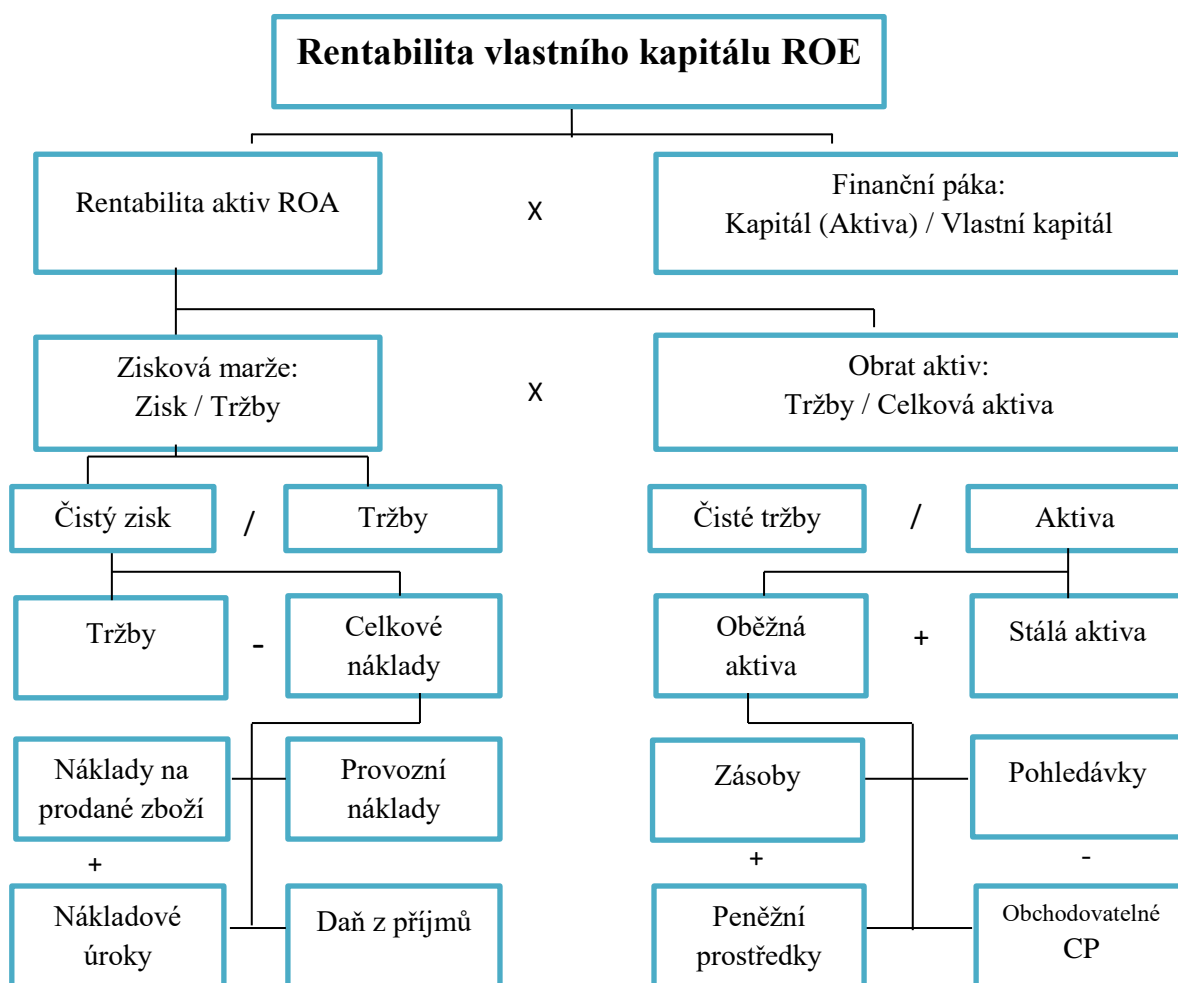 Rentabilita vlastního kapitálu ROE
Rentabilita aktiv ROA
X
Finanční páka:
Kapitál (Aktiva) / Vlastní kapitál
Zisková marže:
Zisk / Tržby
X
Obrat aktiv:
Tržby / Celková aktiva
Čistý zisk
/
Tržby
Čisté tržby
/
Aktiva
Tržby
-
Celkové
náklady
Oběžná
aktiva
+
Stálá aktiva
Náklady na
prodané zboží
Provozní
náklady
Zásoby
Pohledávky
+
+
-
Nákladové
úroky
Daň z příjmů
Peněžní
prostředky
Obchodovatelné
CP